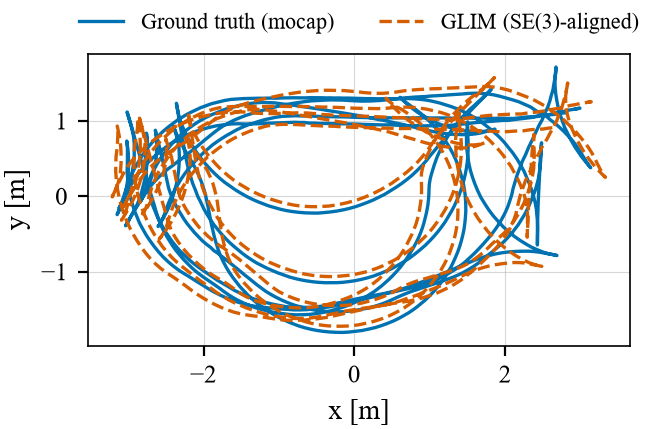 Ground truth (mocap) GLIM (SE(3)-aligned)
1
0
−1
y [m]
−2 0 2
x [m]